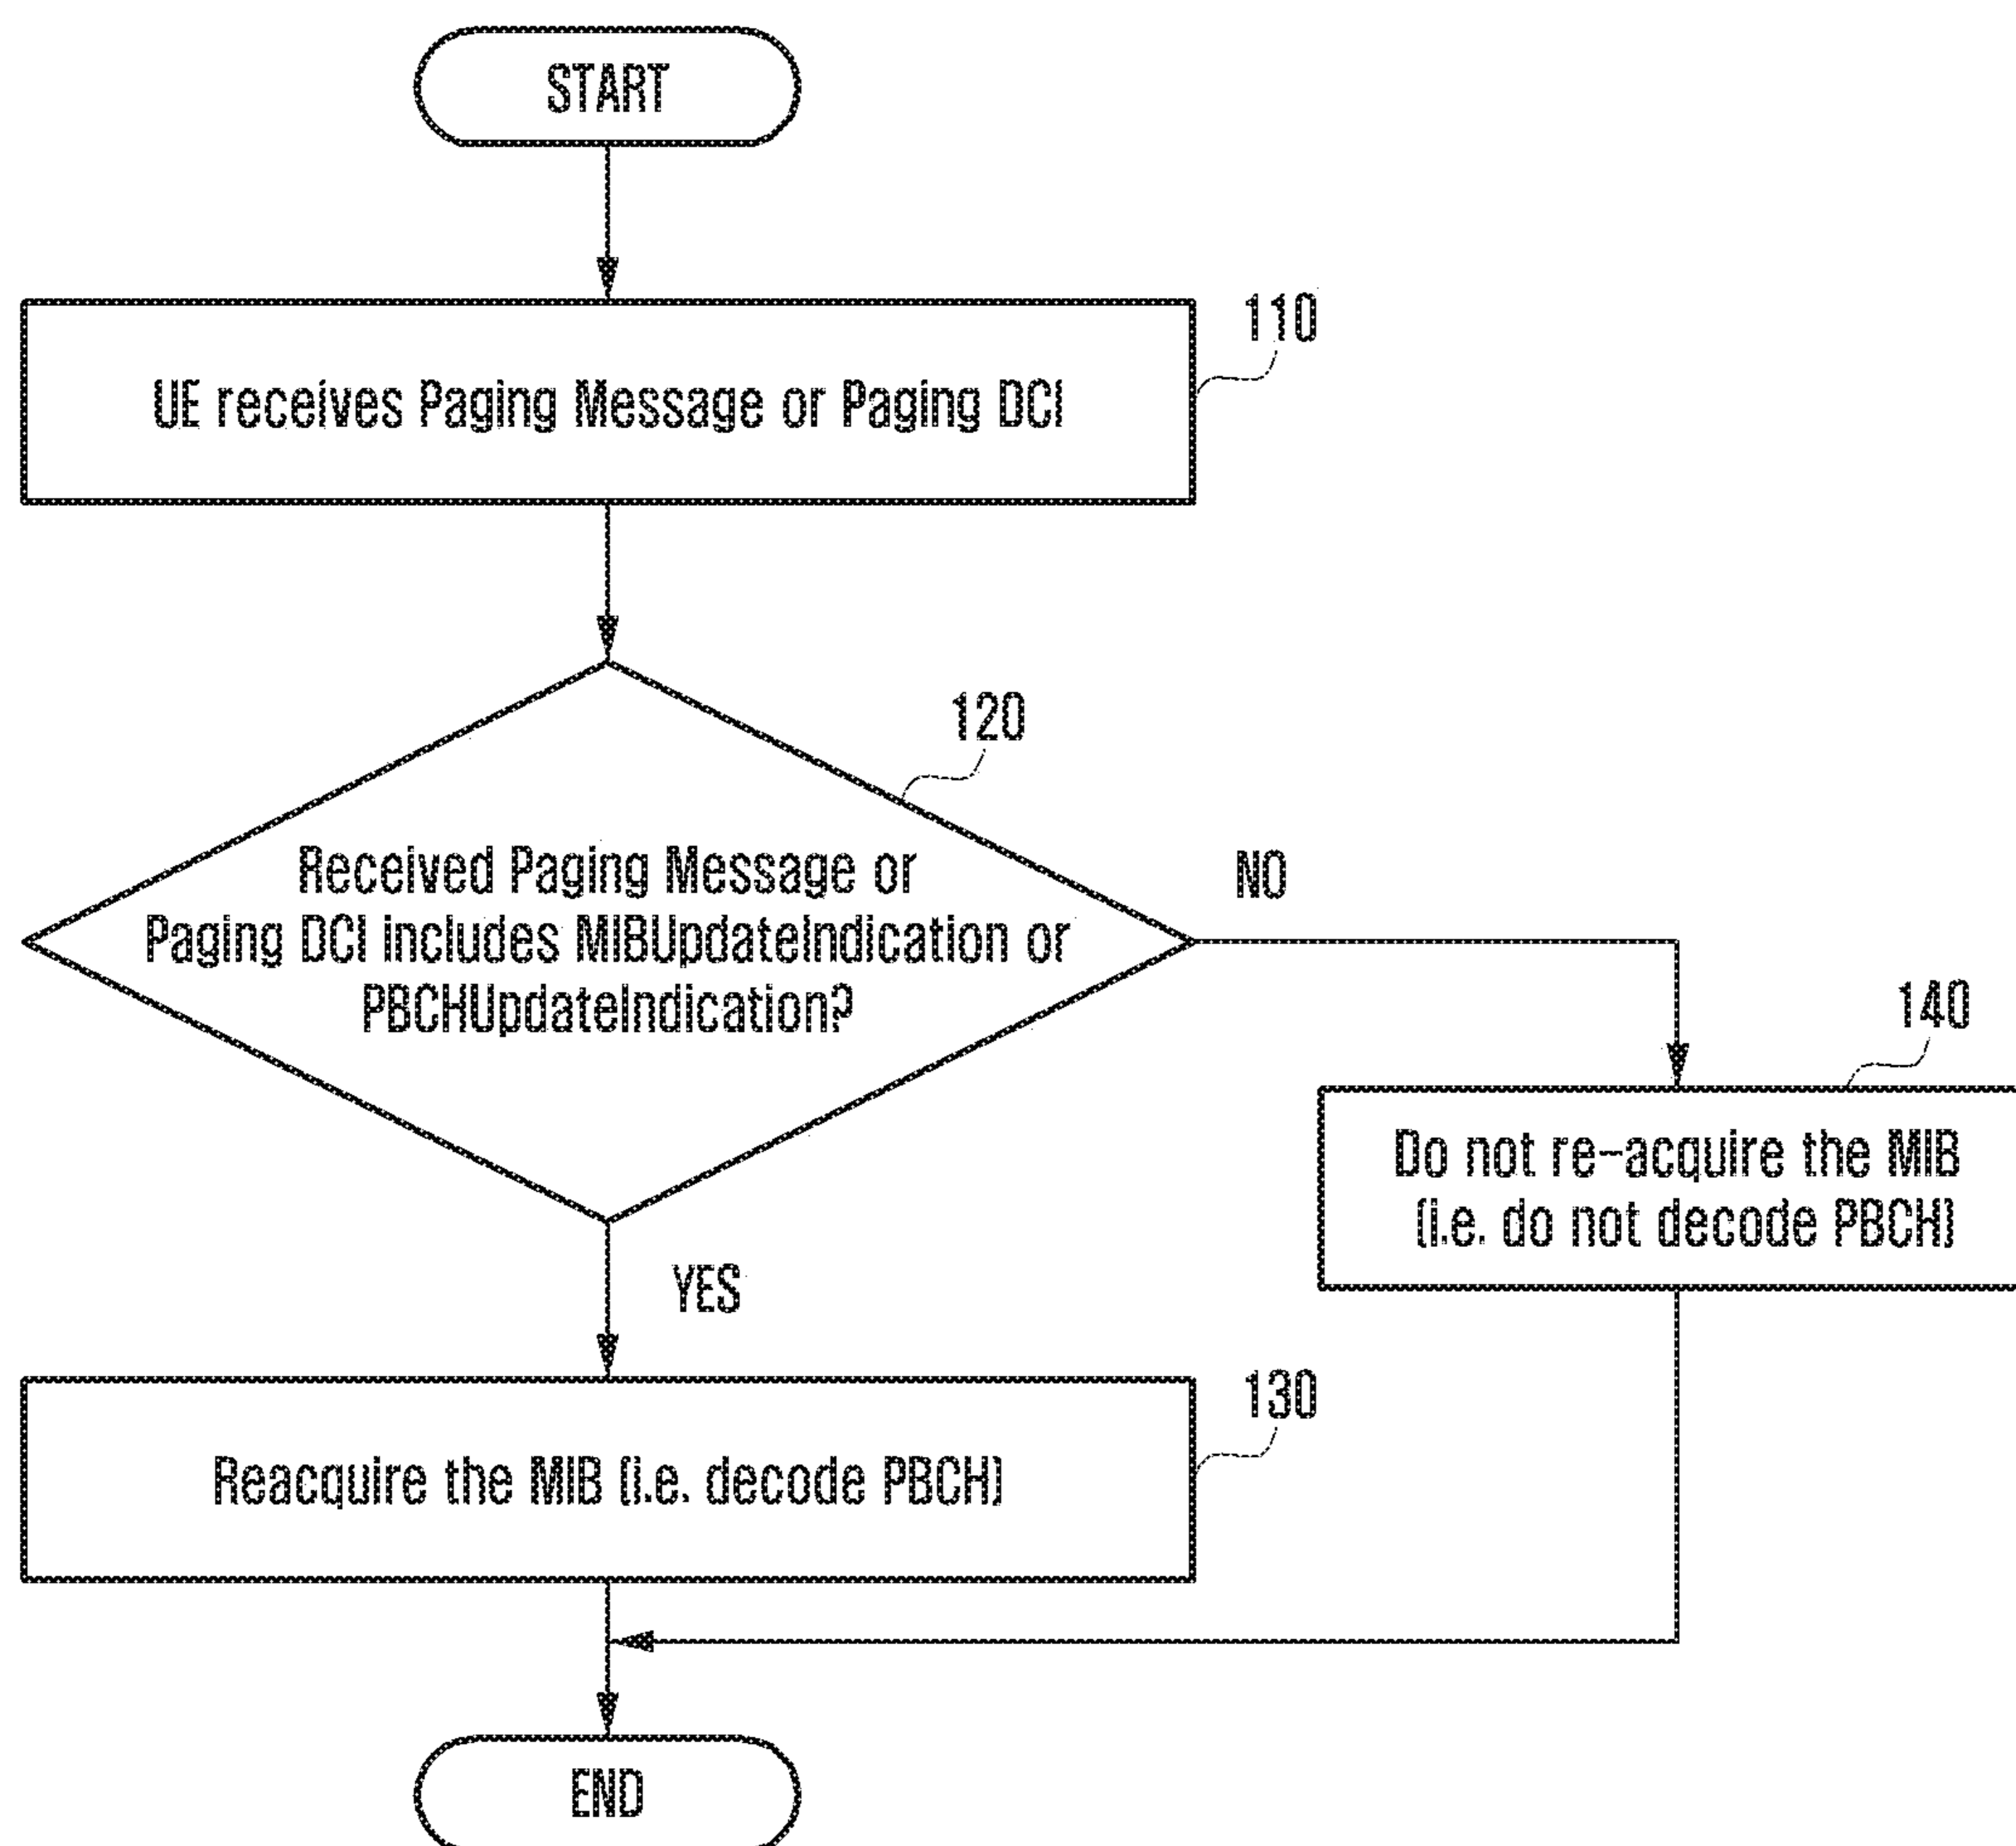 START
110
UE receives Paging Message or Paging DCI
120
Received Paging Message or
Paging DCI includes MIBUpdateIndication or
PBCHUpdateIndication?
NO
140
Do not re-acquire the MIB
(i.e. do not decode PBCH)
YES
130
Reacquire the MIB (i.e. decode PBCH)
END